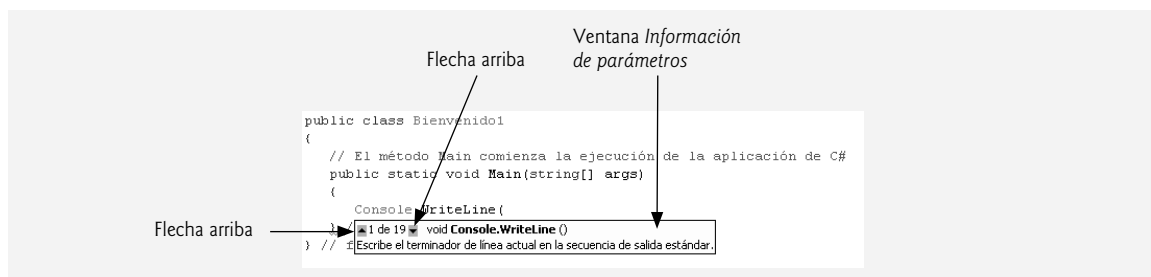 Ventana Información
de parámetros
Flecha arriba
public class Bienvenido1
{
// El método Main comienza la ejecución de la aplicación de C#
public static void Main(string[] args)
{
Console.WriteLine(
Flecha arriba
} /
1 de 19 void Console.WriteLine ()
} // f
Escribe el terminador de línea actual en la secuencia de salida estándar.